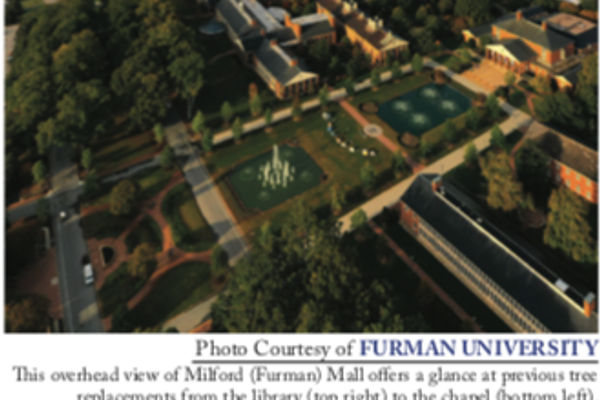 Photo Courtesy of FURMAN UNIVERSITY
This overhead view of Milford (Furman) Mall offers a glance at previous tree
replacements from the library (top right) to the chapel (bottom left).